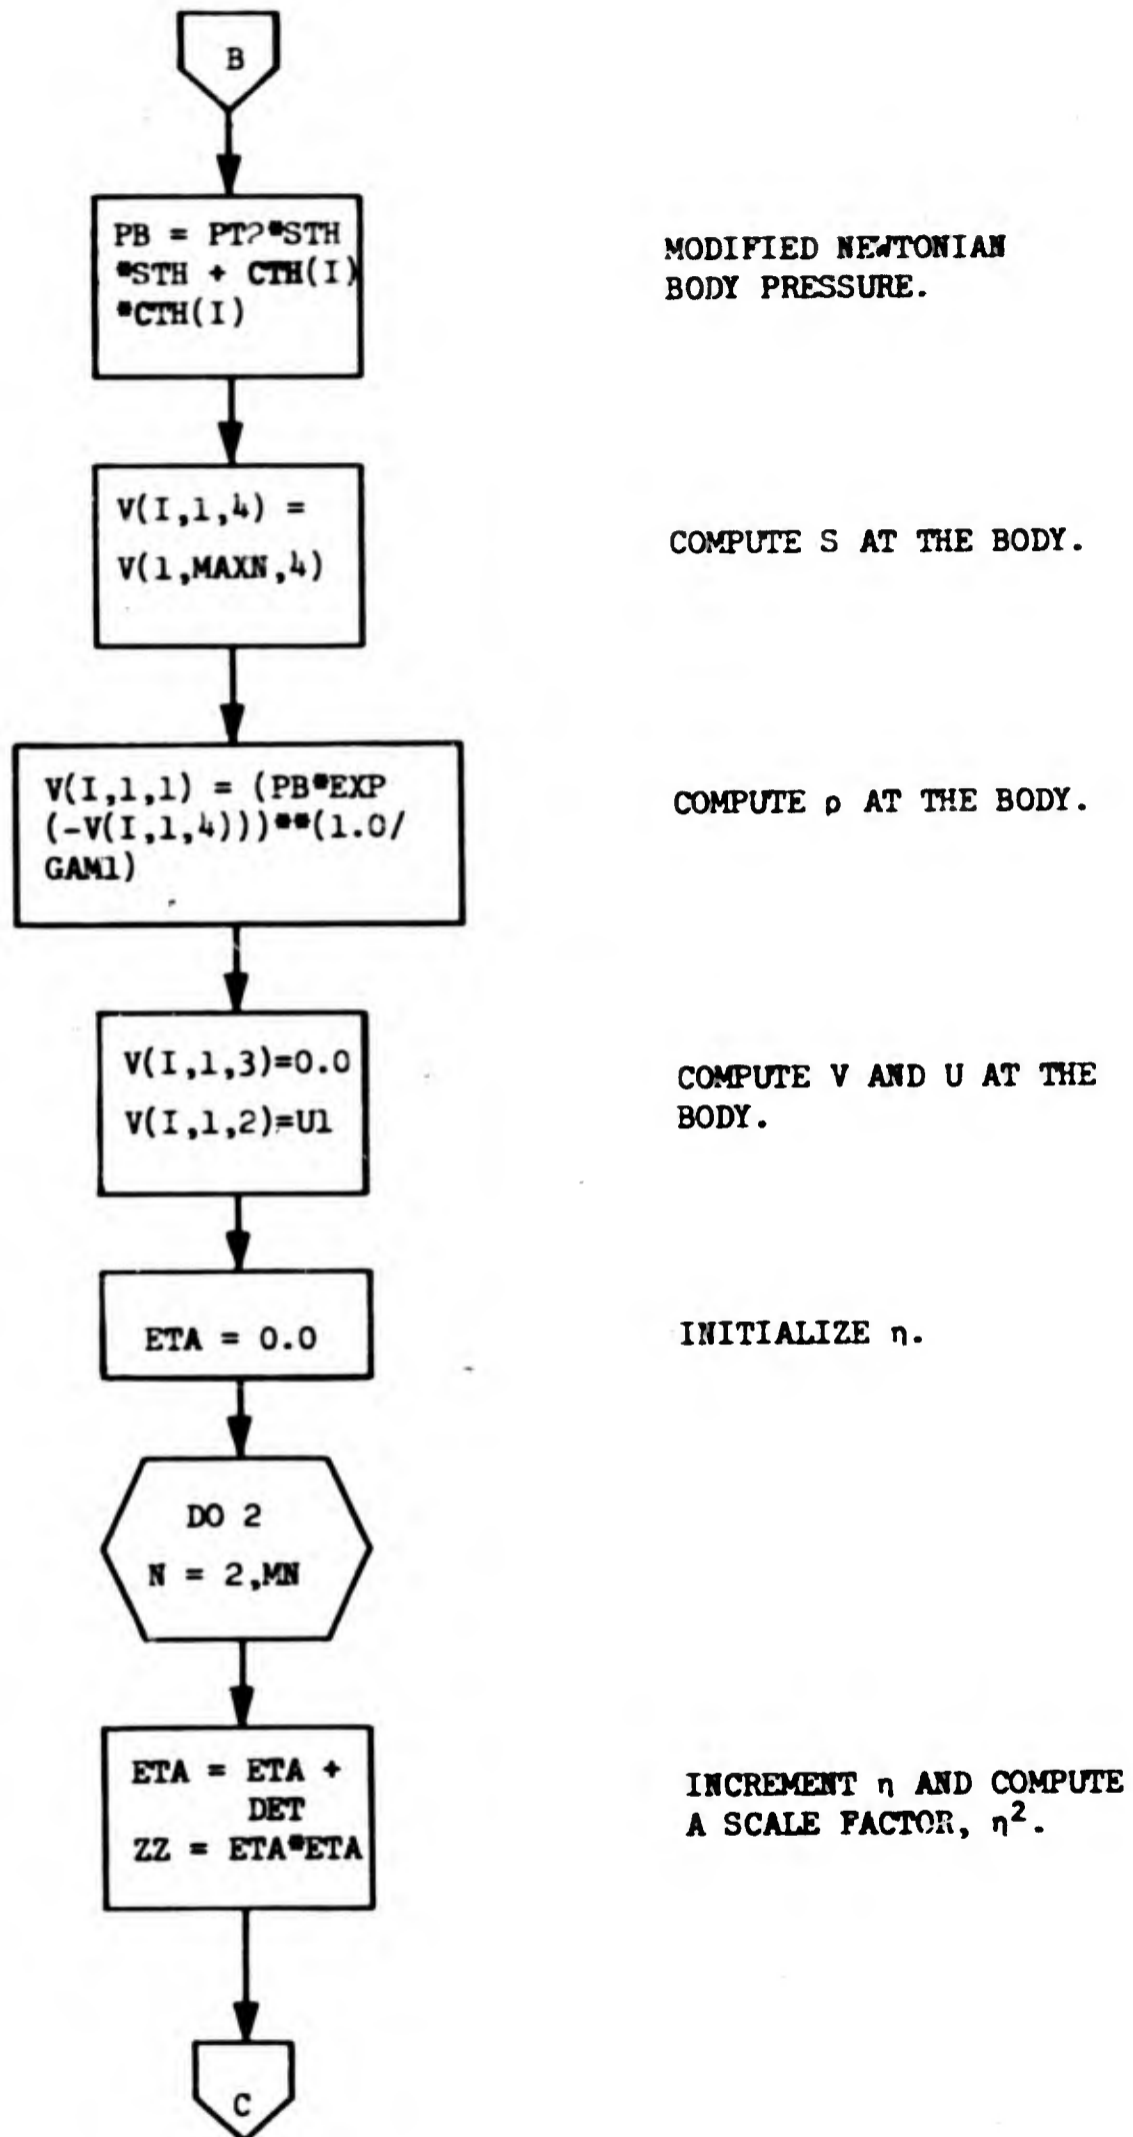 B
PB = PT2*STH
*STH + CTH(I)
*CTH(I)
MODIFIED NEWTONIAN
BODY PRESSURE.
V(I,1,4) =
V(1,MAXN,4)
COMPUTE S AT THE BODY.
V(I,1,1) = (PB*EXP
(-V(I,1,4)))**(1.0/
GAM1)
COMPUTE ρ AT THE BODY.
V(I,1,3)=0.0
V(I,1,2)=U1
COMPUTE V AND U AT THE
BODY.
ETA = 0.0
INITIALIZE η.
DO 2
N = 2,MN
ETA = ETA +
DET
ZZ = ETA*ETA
INCREMENT η AND COMPUTE
A SCALE FACTOR, η².
C